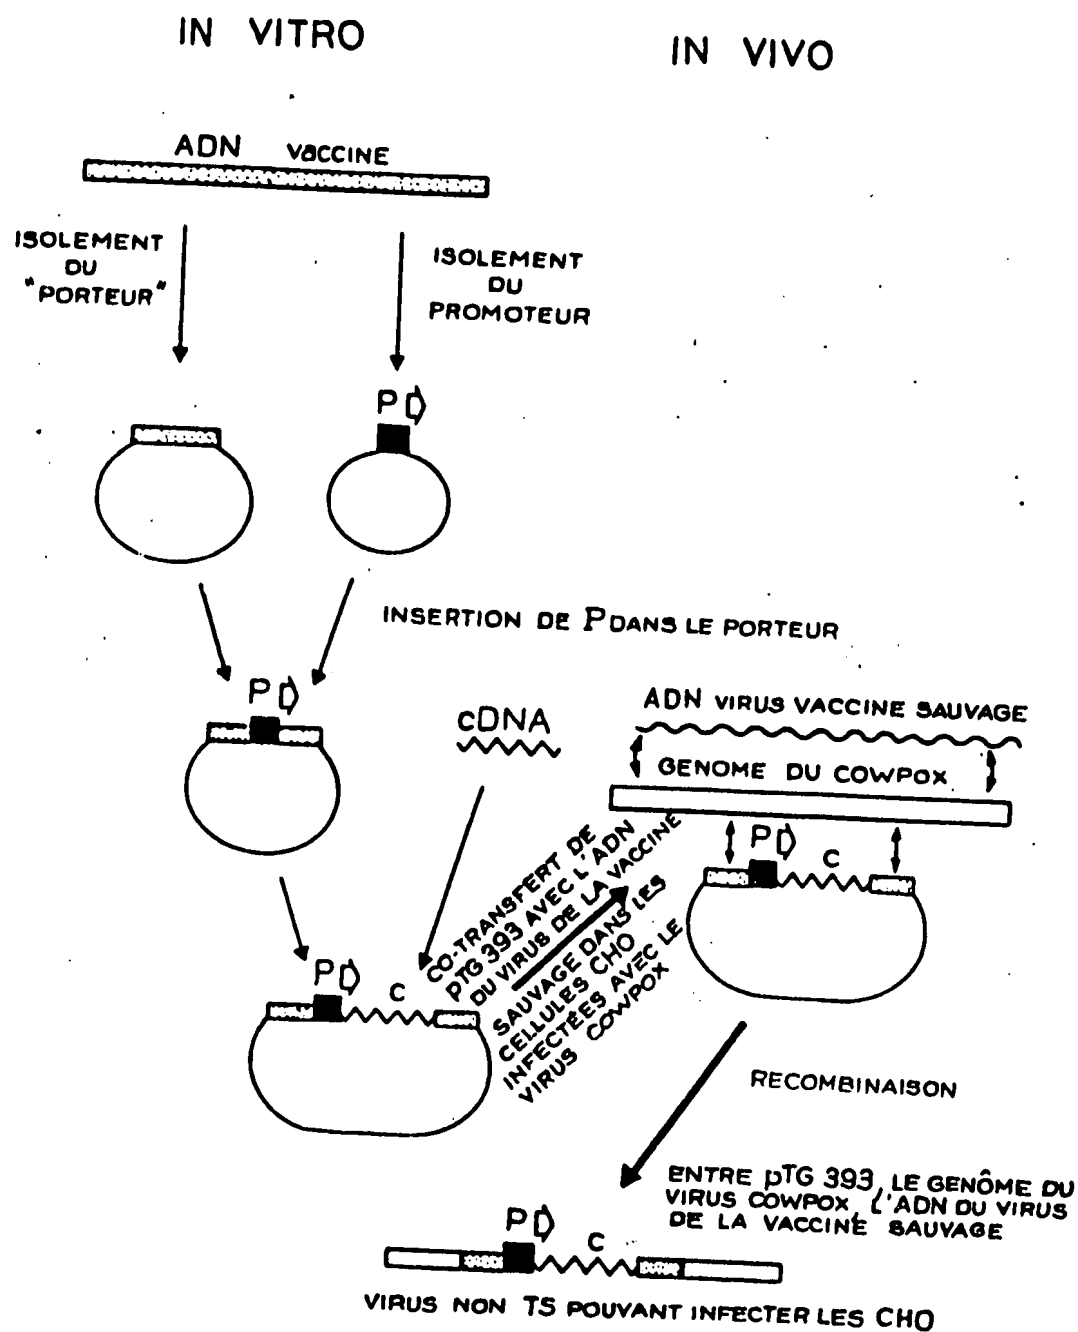 IN VITRO
IN VIVO
ADN vaccine
ISOLEMENT
DU
"PORTEUR"
ISOLEMENT
DU
PROMOTEUR
P
INSERTION DE P DANS LE PORTEUR
P
cDNA
ADN VIRUS VACCINE SAUVAGE
GENOME DU COWPOX
P
C
CO-TRANSFERT DE
PTG 393 AVEC L'ADN
DU VIRUS DE LA VACCINE
SAUVAGE DANS LES
CELLULES CHO
INFECTÉES AVEC LE
VIRUS COWPOX
P
C
RECOMBINAISON
ENTRE pTG 393, LE GENÔME DU
VIRUS COWPOX, L'ADN DU VIRUS
DE LA VACCINE SAUVAGE
P
C
VIRUS NON TS POUVANT INFECTER LES CHO